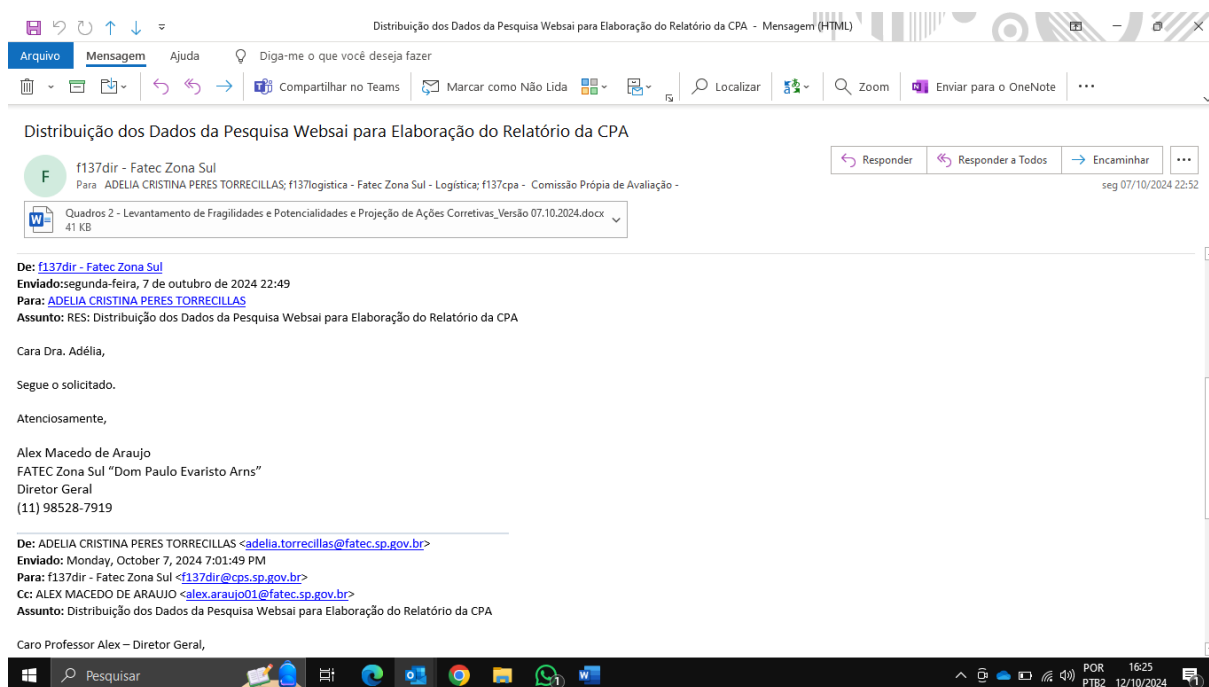 Distribuição dos Dados da Pesquisa Websai para Elaboração do Relatório da CPA - Mensagem (HTML)
Arquivo Mensagem Ajuda Diga-me o que você deseja fazer
Compartilhar no Teams Marcar como Não Lida Localizar Zoom Enviar para o OneNote
Distribuição dos Dados da Pesquisa Websai para Elaboração do Relatório da CPA
Responder Responder a Todos Encaminhar
F
f137dir - Fatec Zona Sul
Para ADELIA CRISTINA PERES TORRECILLAS; f137logistica - Fatec Zona Sul - Logística; f137cpa - Comissão Própia de Avaliação -
seg 07/10/2024 22:52
Quadros 2 - Levantamento de Fragilidades e Potencialidades e Projeção de Ações Corretivas_Versão 07.10.2024.docx
41 KB
De: f137dir - Fatec Zona Sul
Enviado:segunda-feira, 7 de outubro de 2024 22:49
Para: ADELIA CRISTINA PERES TORRECILLAS
Assunto: RES: Distribuição dos Dados da Pesquisa Websai para Elaboração do Relatório da CPA
Cara Dra. Adélia,
Segue o solicitado.
Atenciosamente,
Alex Macedo de Araujo
FATEC Zona Sul “Dom Paulo Evaristo Arns”
Diretor Geral
(11) 98528-7919
De: ADELIA CRISTINA PERES TORRECILLAS <adelia.torrecillas@fatec.sp.gov.br>
Enviado: Monday, October 7, 2024 7:01:49 PM
Para: f137dir - Fatec Zona Sul <f137dir@cps.sp.gov.br>
Cc: ALEX MACEDO DE ARAUJO <alex.araujo01@fatec.sp.gov.br>
Assunto: Distribuição dos Dados da Pesquisa Websai para Elaboração do Relatório da CPA
Caro Professor Alex – Diretor Geral,
Pesquisar
POR 16:25
PTB2 12/10/2024